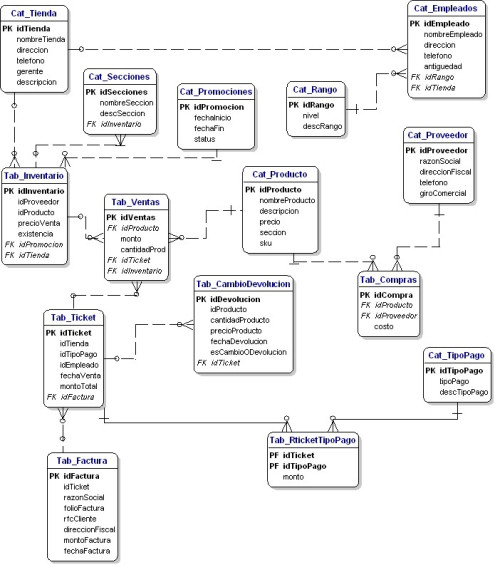 Cat_Tienda
PK idTienda
nombreTienda
direccion
telefono
gerente
descripcion
Cat_Empleados
PK idEmpleado
nombreEmpleado
direccion
telefono
antiguedad
FK idRango
FK idTienda
Cat_Secciones
PK idSecciones
nombreSeccion
descSeccion
FK idInventario
Cat_Promociones
PK idPromocion
fechaInicio
fechaFin
status
Cat_Rango
PK idRango
nivel
descRango
Cat_Proveedor
PK idProveedor
razonSocial
direccionFiscal
telefono
giroComercial
Tab_Inventario
PK idInventario
idProveedor
idProducto
precioVenta
existencia
FK idPromocion
FK idTienda
Tab_Ventas
PK idVentas
FK idProducto
monto
cantidadProd
FK idTicket
FK idInventario
Cat_Producto
PK idProducto
nombreProducto
descripcion
precio
seccion
sku
Tab_Compras
PK idCompra
FK idProducto
FK idProveedor
costo
Tab_CambioDevolucion
PK idDevolucion
idProducto
cantidadProducto
precioProducto
fechaDevolucion
esCambioODevolucion
FK idTicket
Tab_Ticket
PK idTicket
idTienda
idTipoPago
idEmpleado
fechaVenta
montoTotal
FK idFactura
Cat_TipoPago
PK idTipoPago
tipoPago
descTipoPago
Tab_RticketTipoPago
PF idTicket
PF idTipoPago
monto
Tab_Factura
PK idFactura
idTicket
razonSocial
folioFactura
rfcCliente
direccionFiscal
montoFactura
fechaFactura